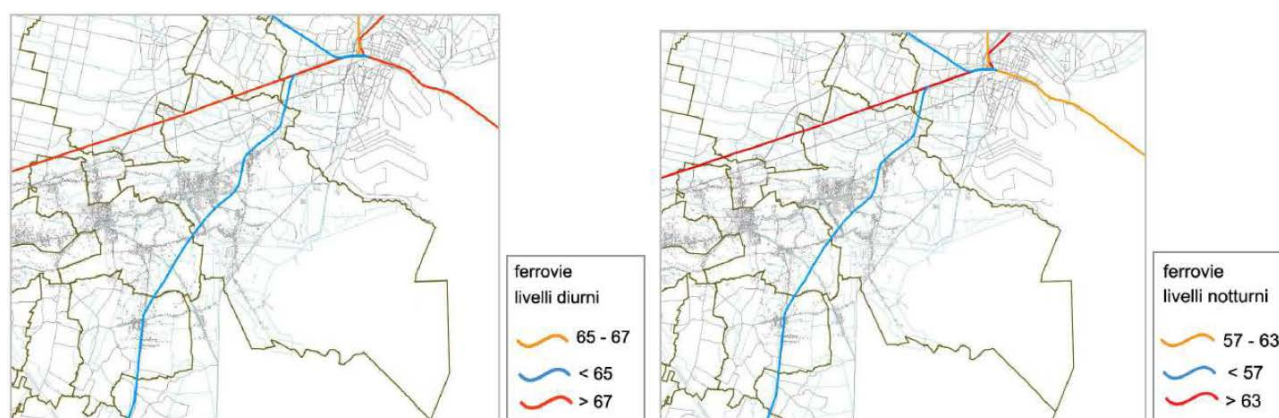 ferrovie
livelli diurni
65 - 67
< 65
> 67
ferrovie
livelli notturni
57 - 63
< 57
> 63